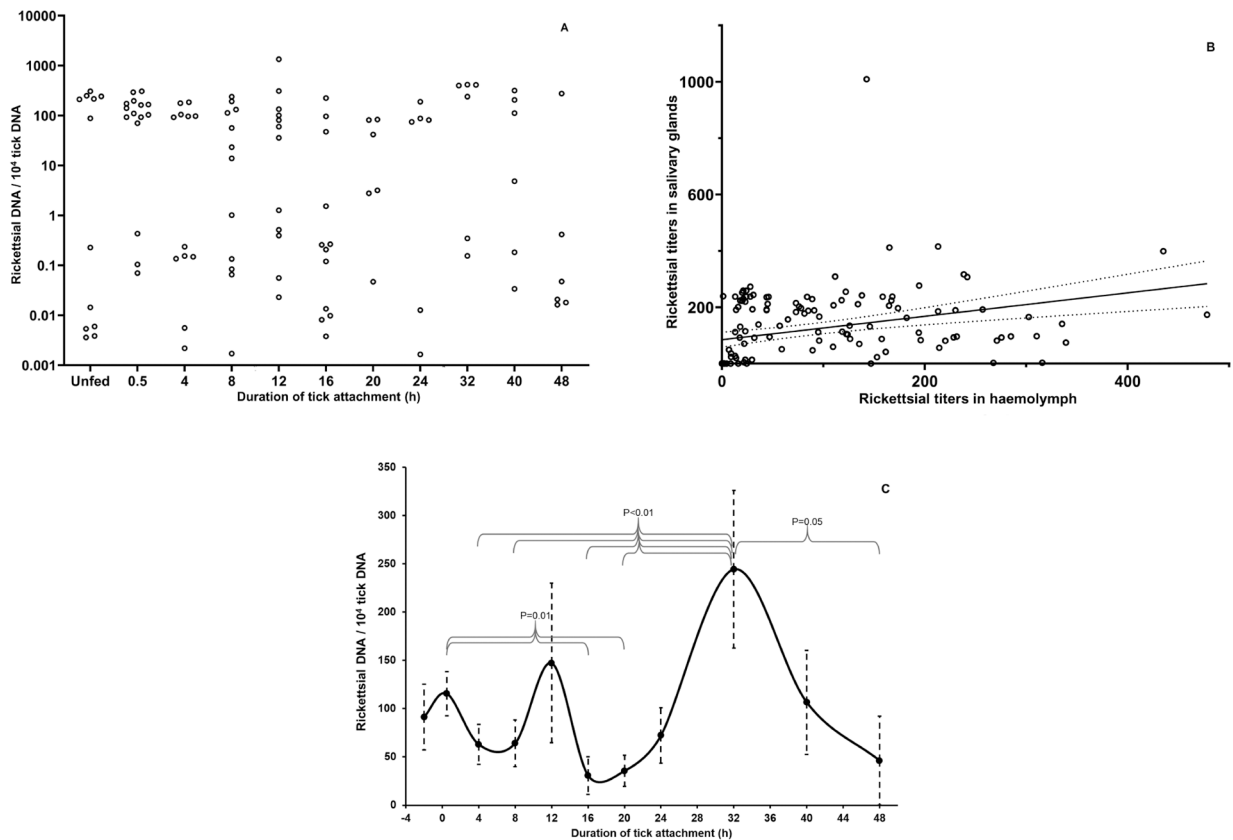 A
10000
1000
100
10
1
0.1
0.01
0.001
Rickettsial DNA / 10⁴ tick DNA
Unfed 0.5 4 8 12 16 20 24 32 40 48
Duration of tick attachment (h)
B
1000
600
200
Rickettsial titers in salivary glands
0 200 400
Rickettsial titers in haemolymph
C
350
300
250
200
150
100
50
0
Rickettsial DNA / 10⁴ tick DNA
P<0.01
P=0.05
P=0.01
-4 0 4 8 12 16 20 24 28 32 36 40 44 48
Duration of tick attachment (h)